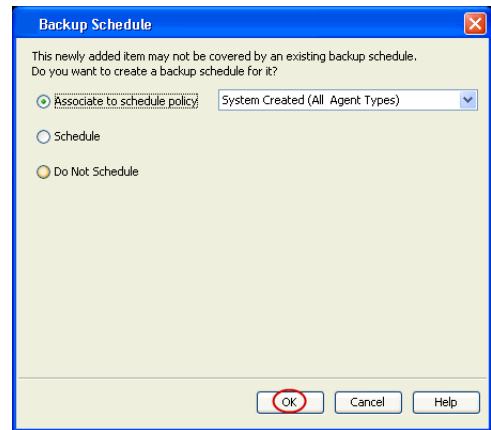 Backup Schedule
This newly added item may not be covered by an existing backup schedule.
Do you want to create a backup schedule for it?
Associate to schedule policy System Created (All Agent Types)
Schedule
Do Not Schedule
OK Cancel Help